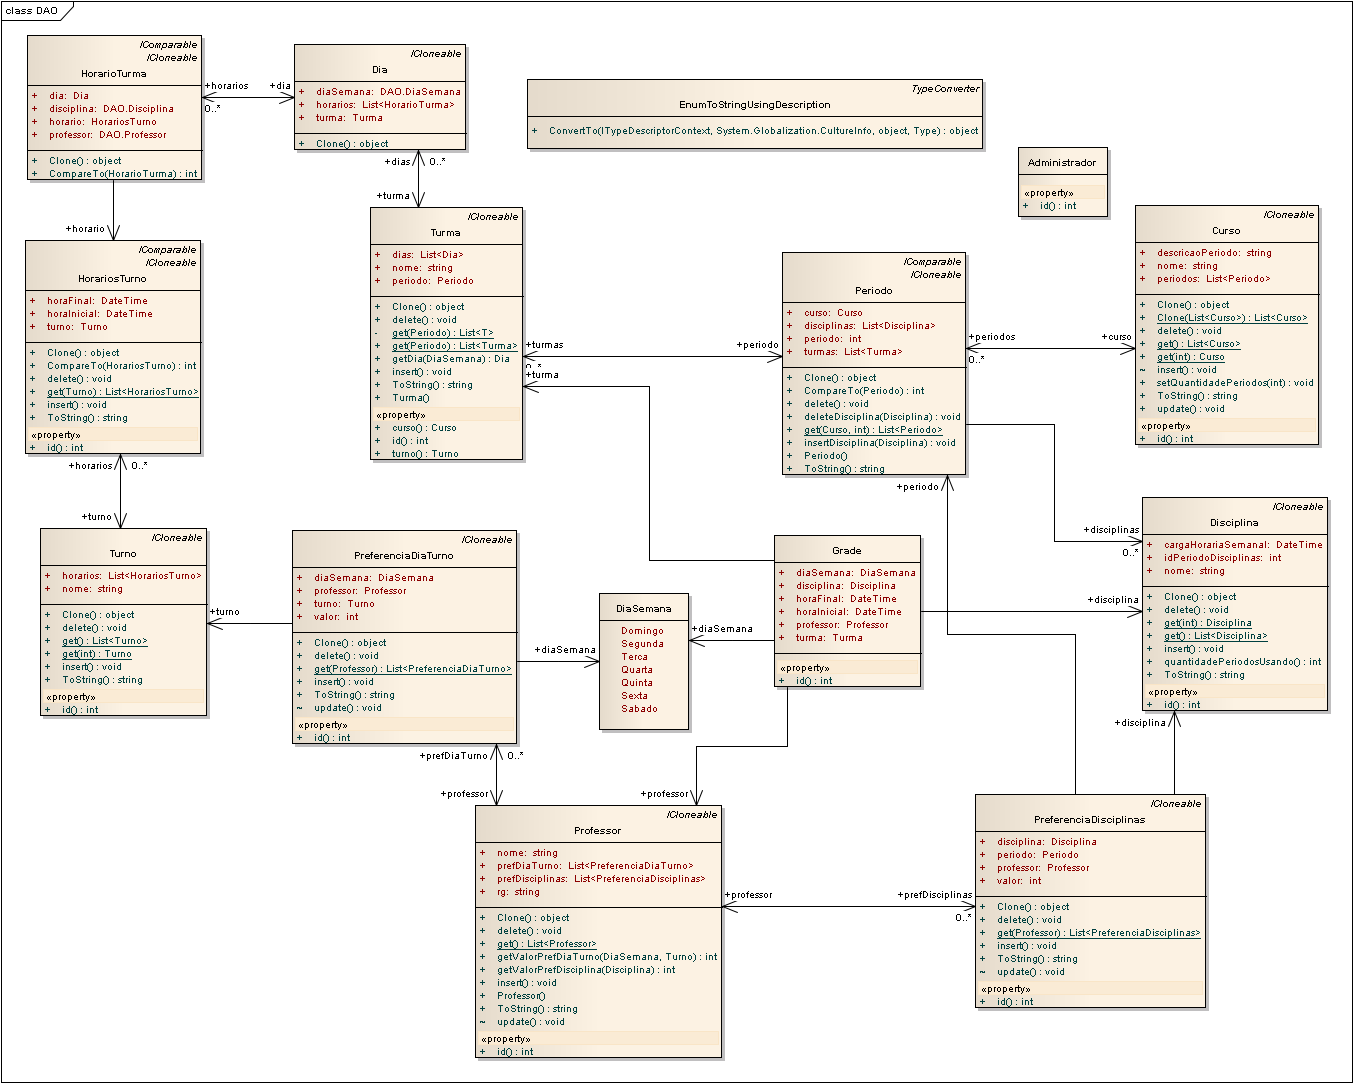 class DAO
IComparable
ICloneable
HorarioTurma
+ dia: Dia
+ disciplina: DAO.Disciplina
+ horario: HorariosTurno
+ professor: DAO.Professor
+ Clone() : object
+ CompareTo(HorarioTurma) : int
+horarios
0..*
+dia
ICloneable
Dia
+ diaSemana: DAO.DiaSemana
+ horarios: List<HorarioTurma>
+ turma: Turma
+ Clone() : object
+dias
0..*
+turma
TypeConverter
EnumToStringUsingDescription
+ ConvertTo(ITypeDescriptorContext, System.Globalization.CultureInfo, object, Type) : object
Administrador
«property»
+ id() : int
+horario
IComparable
ICloneable
HorariosTurno
+ horaFinal: DateTime
+ horaInicial: DateTime
+ turno: Turno
+ Clone() : object
+ CompareTo(HorariosTurno) : int
+ delete() : void
+ get(Turno) : List<HorariosTurno>
+ insert() : void
+ ToString() : string
«property»
+ id() : int
+horarios
0..*
+turno
ICloneable
Turma
+ dias: List<Dia>
+ nome: string
+ periodo: Periodo
+ Clone() : object
+ delete() : void
- get(Periodo) : List<T>
+ get(Periodo) : List<Turma>
+ getDia(DiaSemana) : Dia
+ insert() : void
+ ToString() : string
+ Turma()
«property»
+ curso() : Curso
+ id() : int
+ turno() : Turno
+turmas
0..*
+turma
+periodo
IComparable
ICloneable
Periodo
+ curso: Curso
+ disciplinas: List<Disciplina>
+ periodo: int
+ turmas: List<Turma>
+ Clone() : object
+ CompareTo(Periodo) : int
+ delete() : void
+ deleteDisciplina(Disciplina) : void
+ get(Curso, int) : List<Periodo>
+ insertDisciplina(Disciplina) : void
+ Periodo()
+ ToString() : string
+periodos
0..*
+curso
+periodo
ICloneable
Curso
+ descricaoPeriodo: string
+ nome: string
+ periodos: List<Periodo>
+ Clone() : object
+ Clone(List<Curso>) : List<Curso>
+ delete() : void
+ get() : List<Curso>
+ get(int) : Curso
~ insert() : void
+ setQuantidadePeriodos(int) : void
+ ToString() : string
+ update() : void
«property»
+ id() : int
ICloneable
Turno
+ horarios: List<HorariosTurno>
+ nome: string
+ Clone() : object
+ delete() : void
+ get() : List<Turno>
+ get(int) : Turno
+ insert() : void
+ ToString() : string
«property»
+ id() : int
+turno
ICloneable
PreferenciaDiaTurno
+ diaSemana: DiaSemana
+ professor: Professor
+ turno: Turno
+ valor: int
+ Clone() : object
+ delete() : void
+ get(Professor) : List<PreferenciaDiaTurno>
+ insert() : void
+ ToString() : string
~ update() : void
«property»
+ id() : int
+diaSemana
DiaSemana
Domingo
Segunda
Terca
Quarta
Quinta
Sexta
Sabado
+diaSemana
Grade
+ diaSemana: DiaSemana
+ disciplina: Disciplina
+ horaFinal: DateTime
+ horaInicial: DateTime
+ professor: Professor
+ turma: Turma
«property»
+ id() : int
+disciplinas
0..*
+disciplina
ICloneable
Disciplina
+ cargaHorariaSemanal: DateTime
+ idPeriodoDisciplinas: int
+ nome: string
+ Clone() : object
+ delete() : void
+ get(int) : Disciplina
+ get() : List<Disciplina>
+ insert() : void
+ quantidadePeriodosUsando() : int
+ ToString() : string
«property»
+ id() : int
+disciplina
+prefDiaTurno
0..*
+professor
+professor
ICloneable
Professor
+ nome: string
+ prefDiaTurno: List<PreferenciaDiaTurno>
+ prefDisciplinas: List<PreferenciaDisciplinas>
+ rg: string
+ Clone() : object
+ delete() : void
+ get() : List<Professor>
+ getValorPrefDiaTurno(DiaSemana, Turno) : int
+ getValorPrefDisciplina(Disciplina) : int
+ insert() : void
+ Professor()
+ ToString() : string
~ update() : void
«property»
+ id() : int
+professor
+prefDisciplinas
0..*
ICloneable
PreferenciaDisciplinas
+ disciplina: Disciplina
+ periodo: Periodo
+ professor: Professor
+ valor: int
+ Clone() : object
+ delete() : void
+ get(Professor) : List<PreferenciaDisciplinas>
+ insert() : void
+ ToString() : string
~ update() : void
«property»
+ id() : int